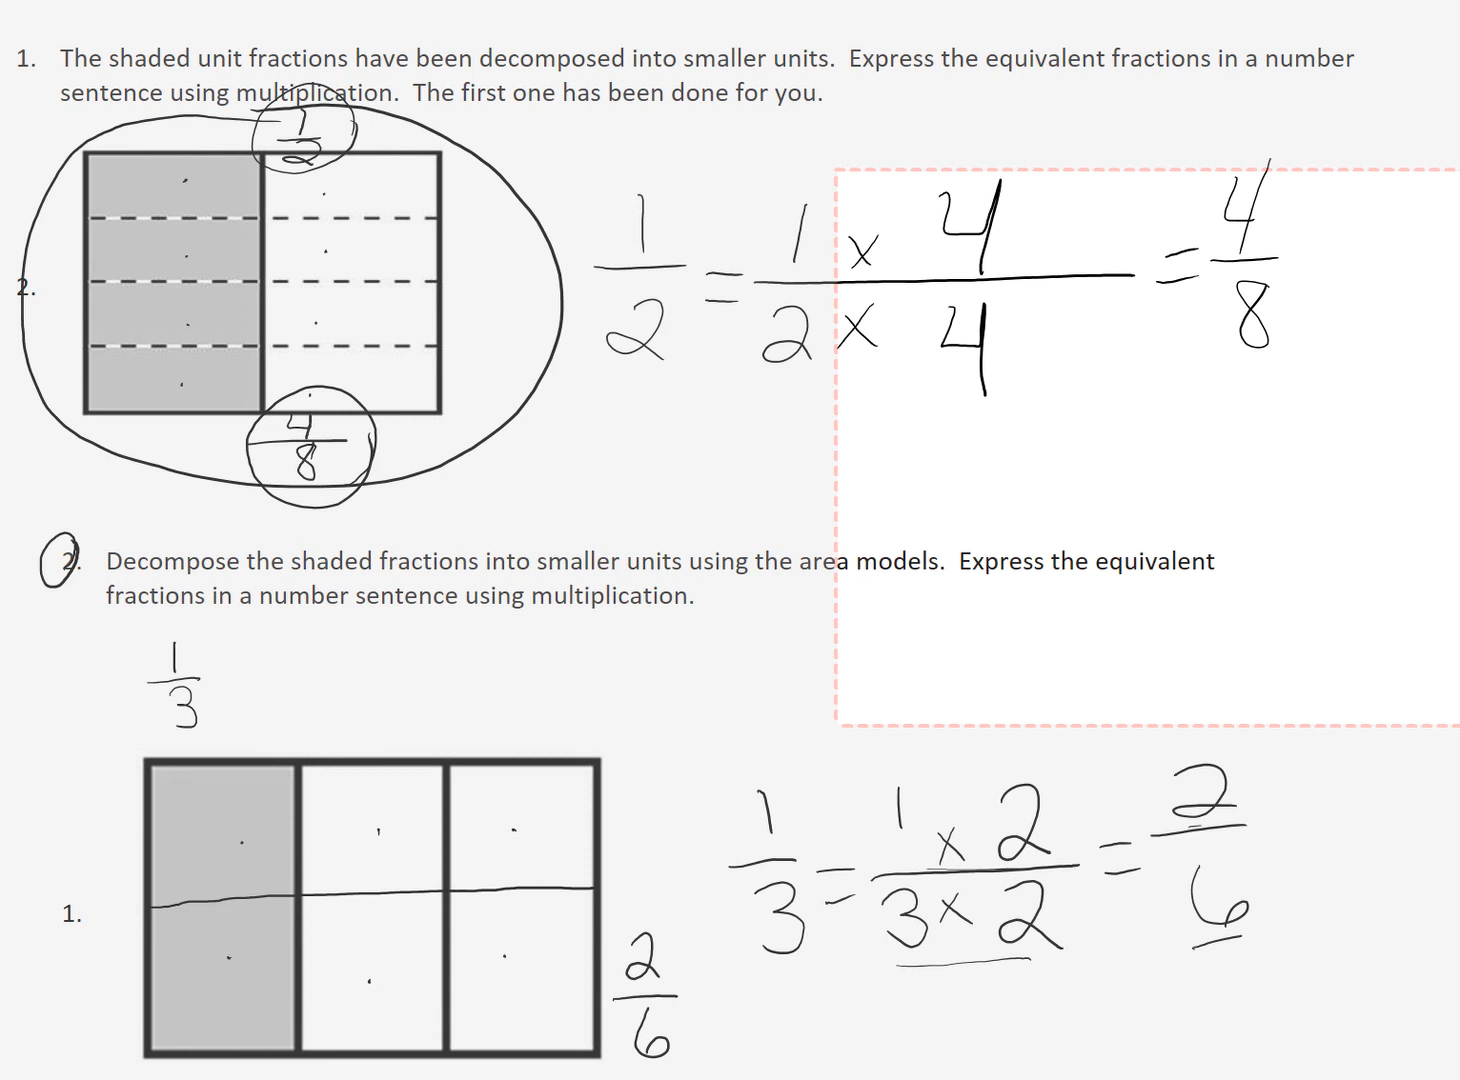 1. The shaded unit fractions have been decomposed into smaller units. Express the equivalent fractions in a number
sentence using multiplication. The first one has been done for you.
1/2
2.
1/2 = 1 x 4 / 2 x 4 = 4/8
4/8
2. Decompose the shaded fractions into smaller units using the area models. Express the equivalent
fractions in a number sentence using multiplication.
1/3
1.
1/3 = 1 x 2 / 3 x 2 = 2/6
2/6